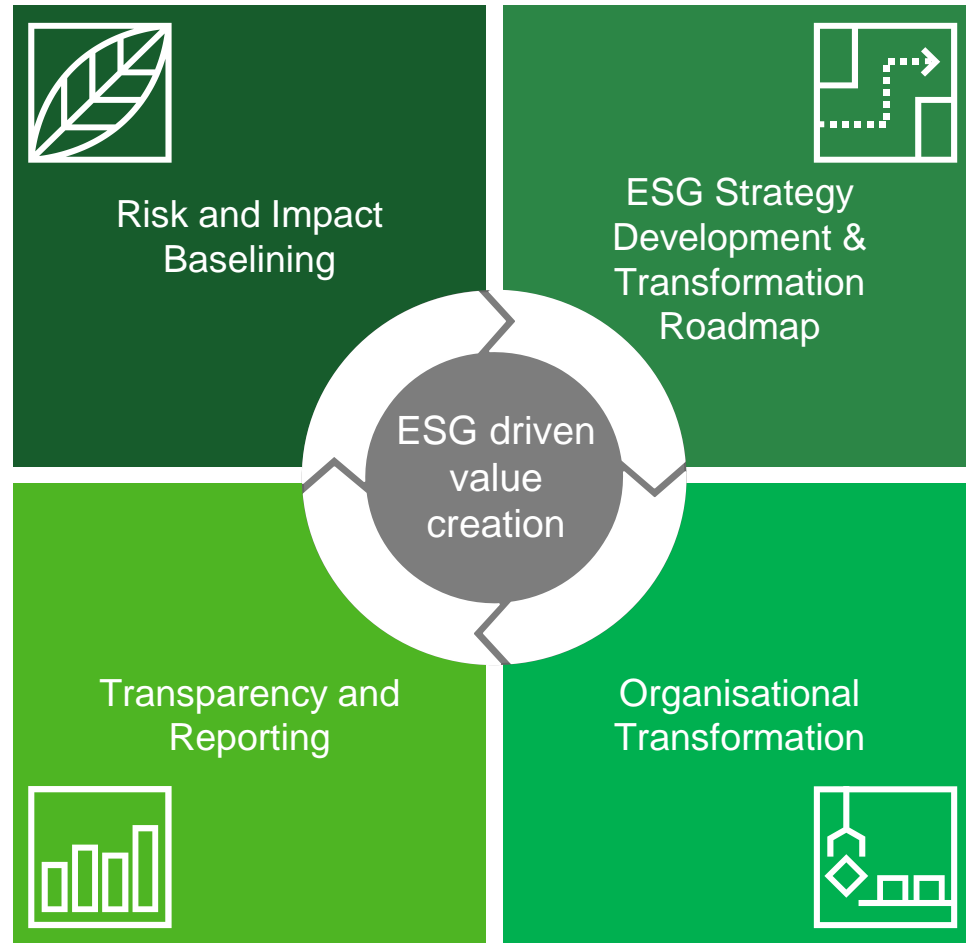 Risk and Impact
Baselining
ESG Strategy
Development &
Transformation
Roadmap
ESG driven
value
creation
Transparency and
Reporting
Organisational
Transformation